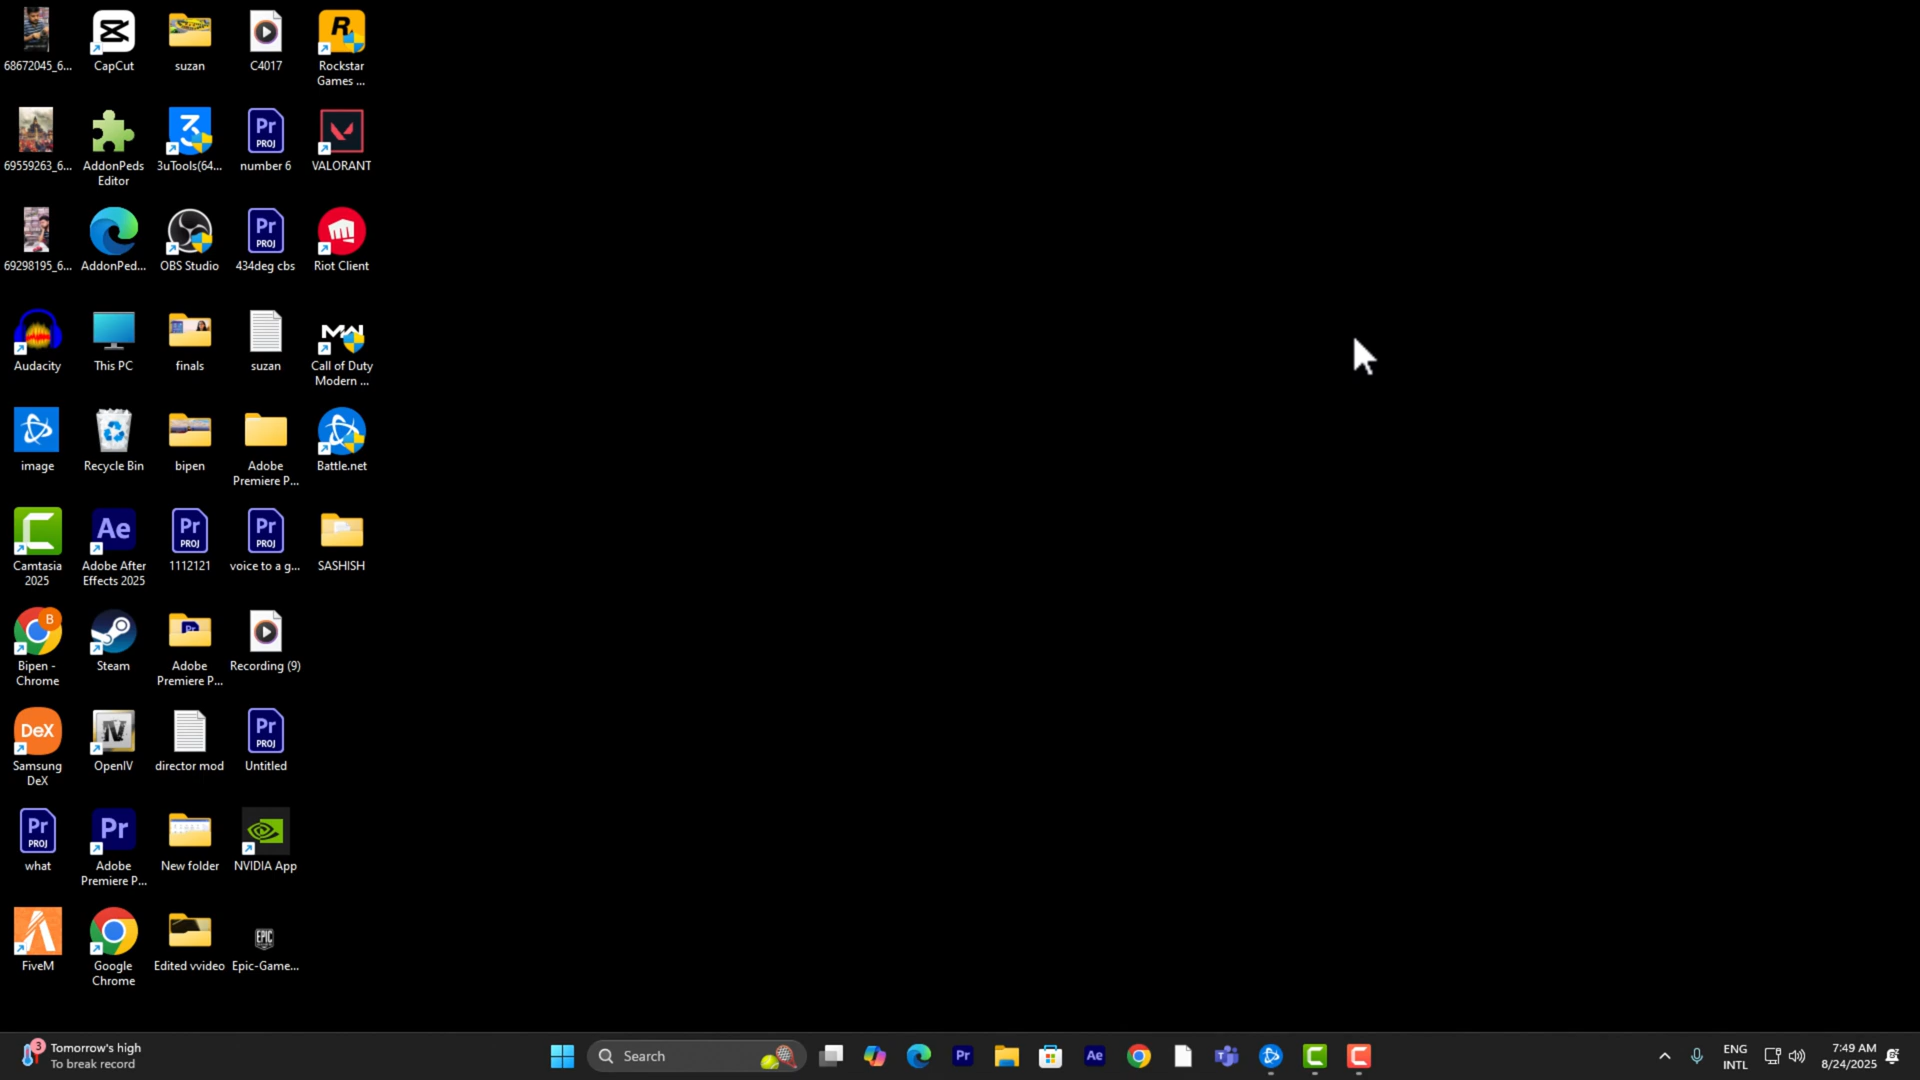 68672045_6...
CapCut
suzan
C4017
Rockstar
Games ...
69559263_6...
AddonPeds
Editor
3uTools(64...
Pr
PROJ
number 6
VALORANT
69298195_6...
AddonPed...
OBS Studio
Pr
PROJ
434deg cbs
Riot Client
Audacity
This PC
finals
suzan
MW
Call of Duty
Modern ...
image
Recycle Bin
bipen
Adobe
Premiere P...
Battle.net
Camtasia
2025
Ae
Adobe After
Effects 2025
Pr
PROJ
1112121
Pr
PROJ
voice to a g...
SASHISH
B
Bipen -
Chrome
Steam
Pr
Adobe
Premiere P...
Recording (9)
DeX
Samsung
DeX
IV
OpenIV
director mod
Pr
PROJ
Untitled
Pr
PROJ
what
Pr
Adobe
Premiere P...
New folder
NVIDIA App
FiveM
Google
Chrome
Edited vvideo
EPIC
Epic-Game...
3
Tomorrow's high
To break record
Search
Pr
Ae
ENG
INTL
7:49 AM
8/24/2025